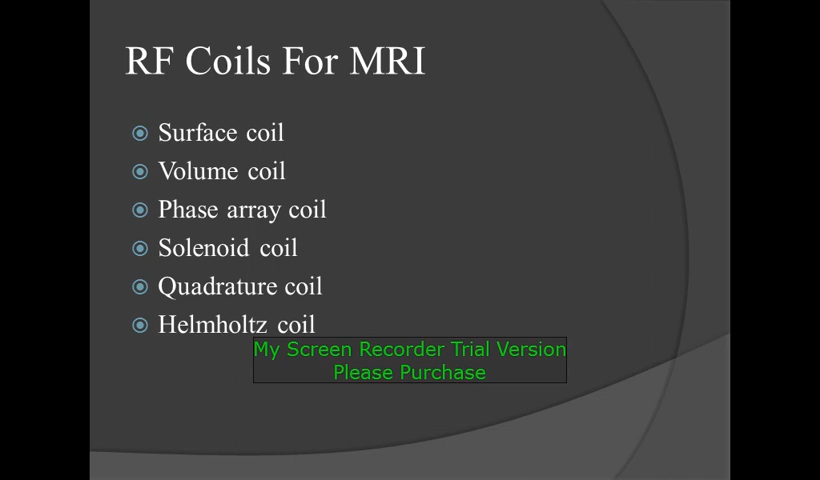 RF Coils For MRI
Surface coil
Volume coil
Phase array coil
Solenoid coil
Quadrature coil
Helmholtz coil
My Screen Recorder Trial Version
Please Purchase